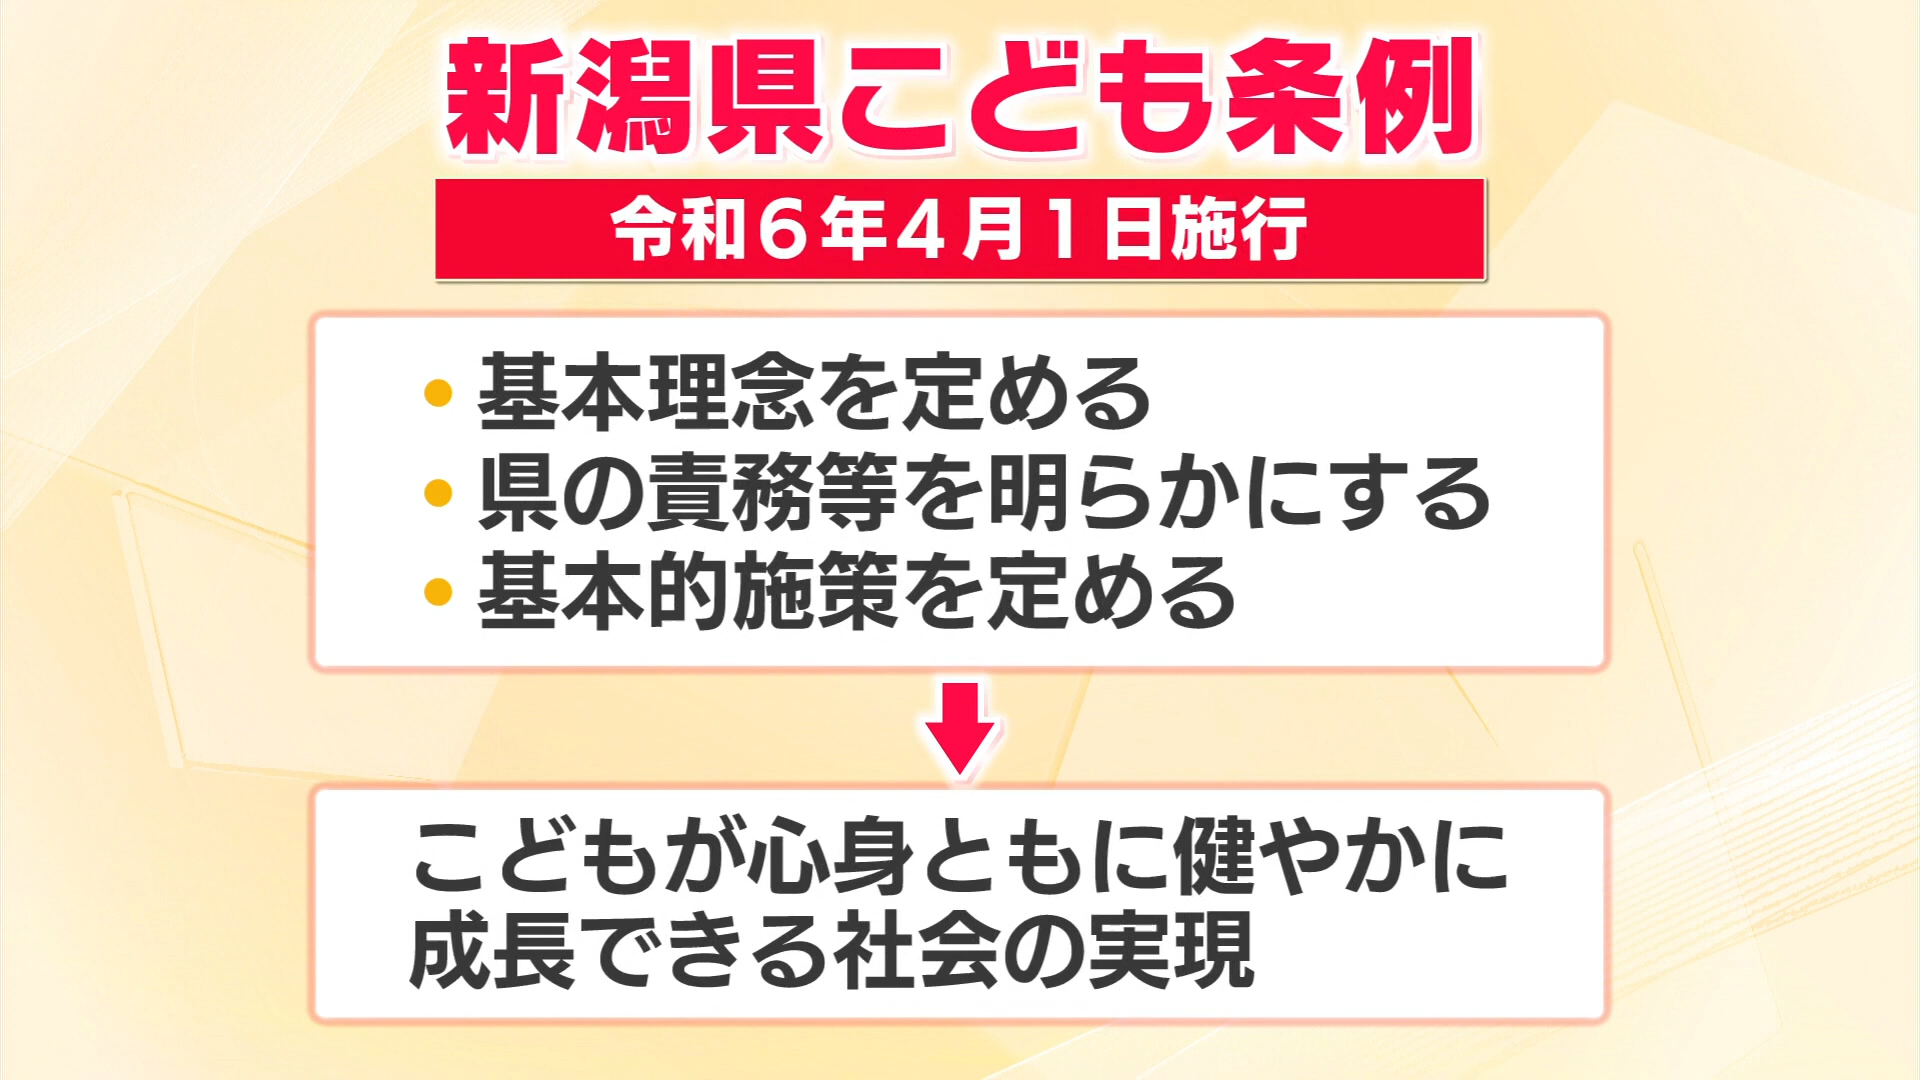 新潟県こども条例
令和６年４月１日施行
• 基本理念を定める
• 県の責務等を明らかにする
• 基本的施策を定める
こどもが心身ともに健やかに
成長できる社会の実現